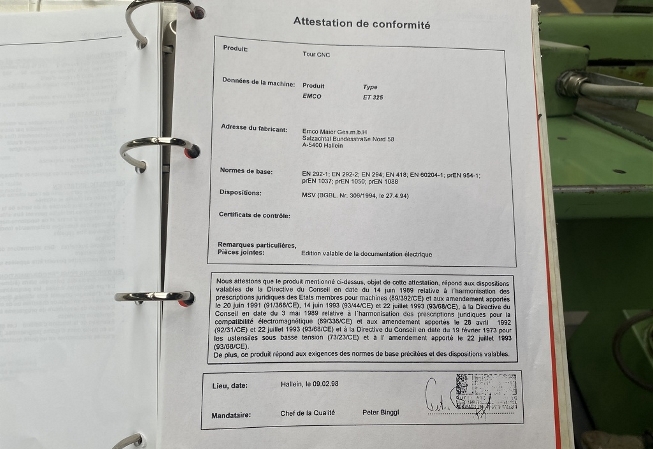 Attestation de conformité
Produit: Tour CNC
Données de la machine: Produit Type
EMCO ET 325
Adresse du fabricant: Emco Maier Ges.m.b.H
Salzachtal Bundesstraße Nord 58
A-5400 Hallein
Normes de base: EN 292-1; EN 292-2; EN 294; EN 418; EN 60204-1; prEN 954-1;
prEN 1037; prEN 1050; prEN 1088
Dispositions: MSV (BGBL. Nr. 306/1994, le 27.4.94)
Certificats de contrôle:
Remarques particulières,
Pièces jointes: Edition valable de la documentation électrique
Nous attestons que le produit mentionné ci-dessus, objet de cette attestation, répond aux dispositions
valables de la Directive du Conseil en date du 14 juin 1989 relative à l'harmonisation des
prescriptions juridiques des Etats membres pour machines (89/392/CE) et aux amendement apportés
le 20 juin 1991 (91/368/CE), 14 juin 1993 (93/44/CE) et 22 juillet 1993 (93/68/CE), à la Directive du
Conseil en date du 3 mai 1989 relative à l'harmonisation des prescriptions juridiques pour la
compatibilité électromagnétique (89/336/CE) et aux amendement apportés le 28 avril 1992
(92/31/CE) et 22 juillet 1993 (93/68/CE) et à la Directive du Conseil en date du 19 février 1973 pour
les ustensiles sous basse tension (73/23/CE) et à l' amendement apporté le 22 juillet 1993
(93/68/CE).
De plus, ce produit répond aux exigences des normes de base précitées et des dispositions valables.
Lieu, date: Hallein, le 09.02.98
Mandataire: Chef de la Qualité Peter Binggl